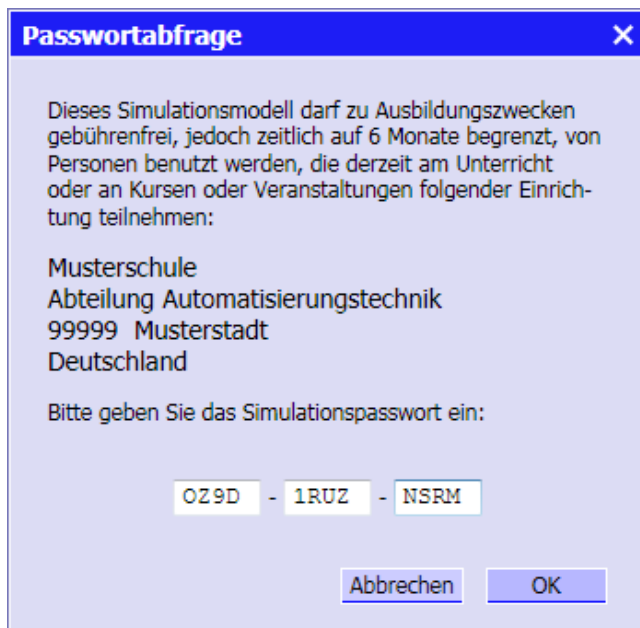 Passwortabfrage
Dieses Simulationsmodell darf zu Ausbildungszwecken
gebührenfrei, jedoch zeitlich auf 6 Monate begrenzt, von
Personen benutzt werden, die derzeit am Unterricht
oder an Kursen oder Veranstaltungen folgender Einrich-
tung teilnehmen:
Musterschule
Abteilung Automatisierungstechnik
99999 Musterstadt
Deutschland
Bitte geben Sie das Simulationspasswort ein:
OZ9D - 1RUZ - NSRM
Abbrechen OK